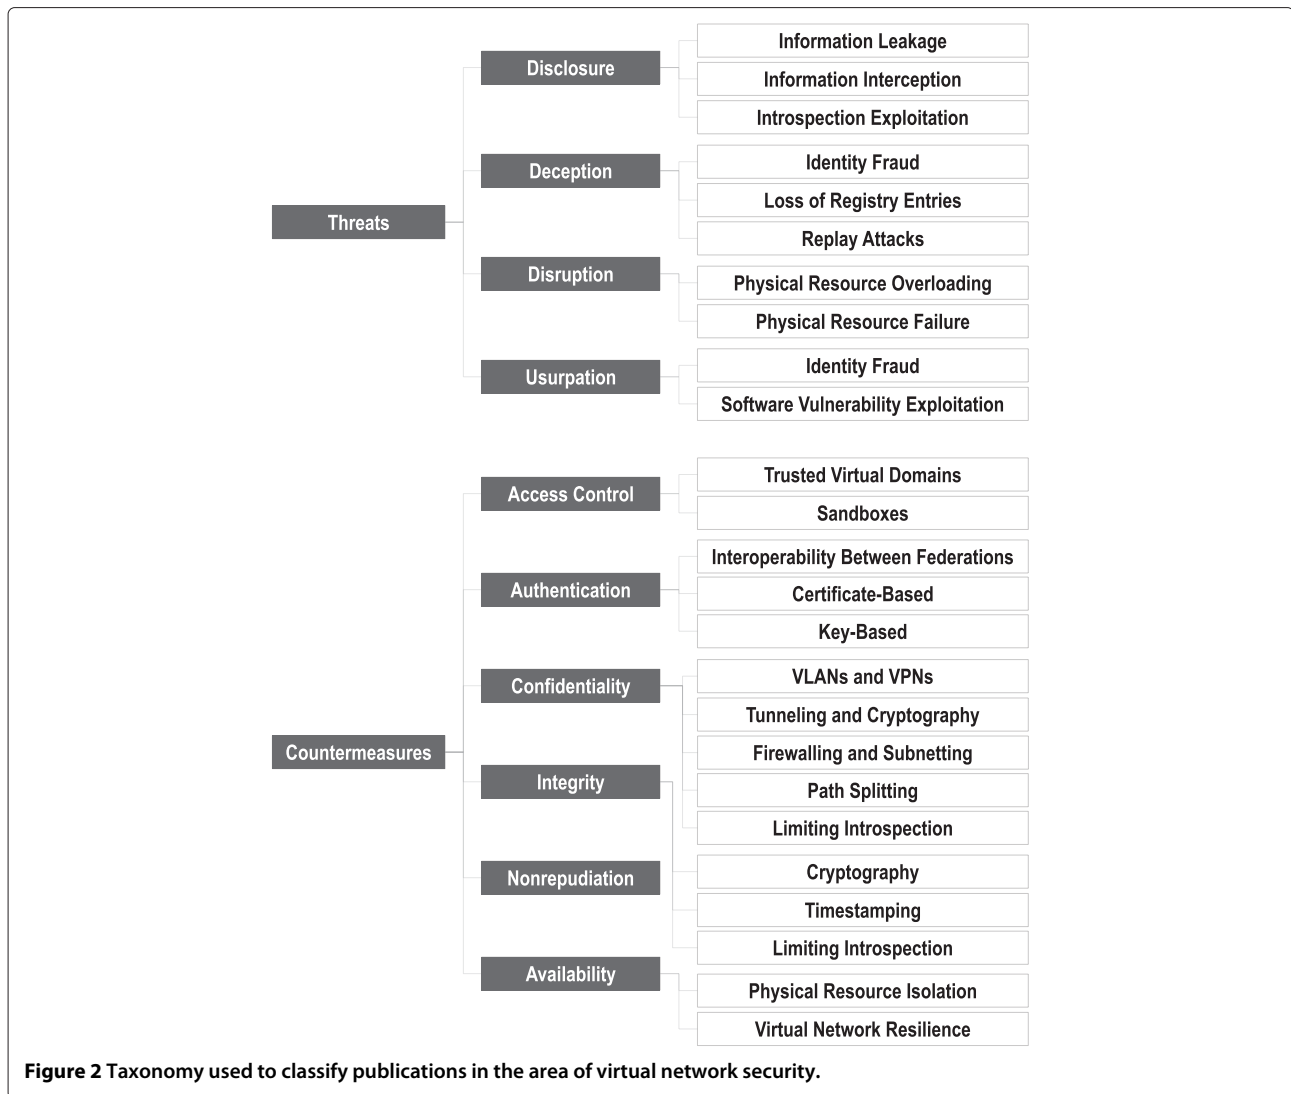 Threats
Disclosure
Information Leakage
Information Interception
Introspection Exploitation
Deception
Identity Fraud
Loss of Registry Entries
Replay Attacks
Disruption
Physical Resource Overloading
Physical Resource Failure
Usurpation
Identity Fraud
Software Vulnerability Exploitation
Countermeasures
Access Control
Trusted Virtual Domains
Sandboxes
Authentication
Interoperability Between Federations
Certificate-Based
Key-Based
Confidentiality
VLANs and VPNs
Tunneling and Cryptography
Firewalling and Subnetting
Path Splitting
Limiting Introspection
Integrity
Cryptography
Timestamping
Limiting Introspection
Nonrepudiation
Availability
Physical Resource Isolation
Virtual Network Resilience
Figure 2 Taxonomy used to classify publications in the area of virtual network security.